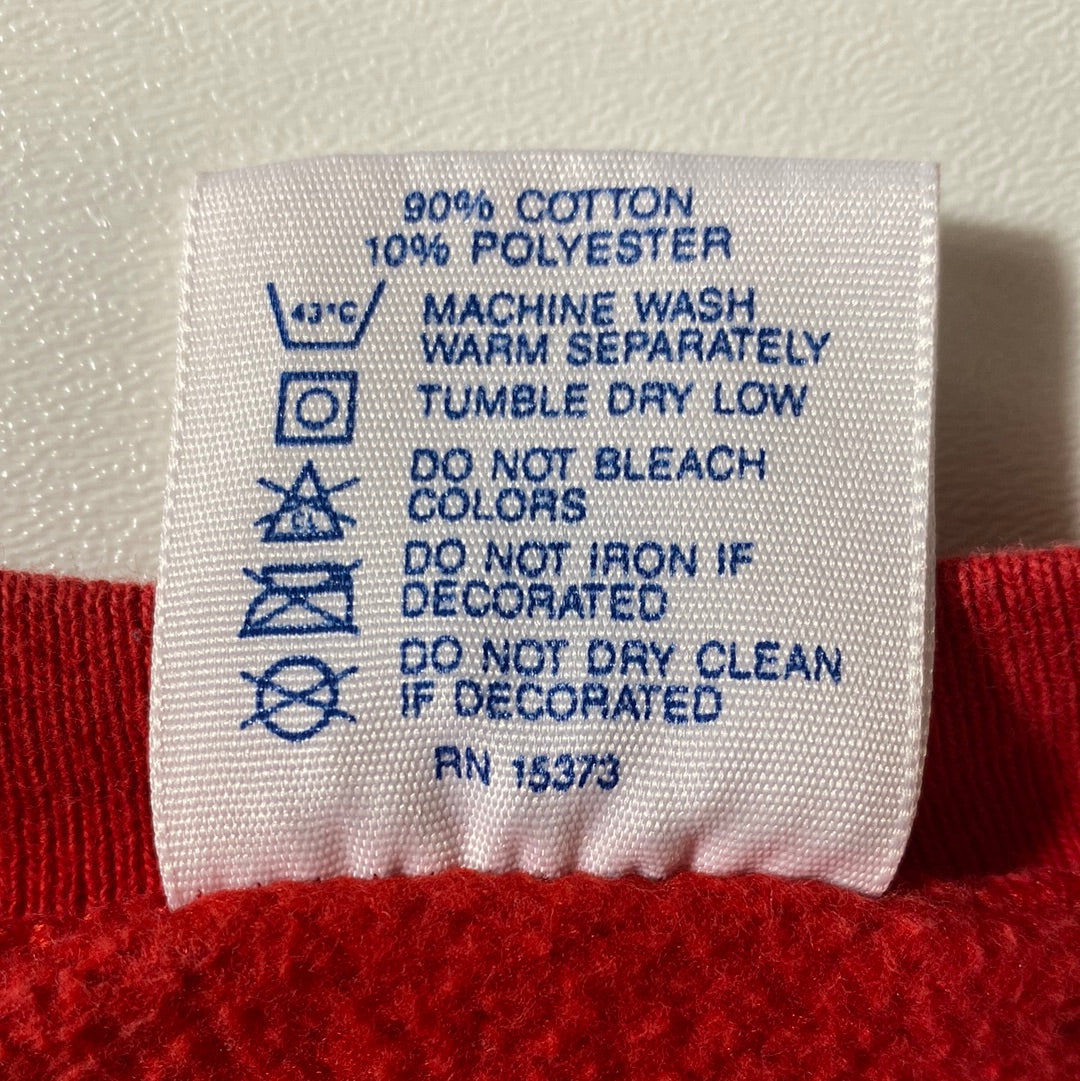 90% COTTON
10% POLYESTER
43°C
MACHINE WASH
WARM SEPARATELY
TUMBLE DRY LOW
CL
DO NOT BLEACH
COLORS
DO NOT IRON IF
DECORATED
DO NOT DRY CLEAN
IF DECORATED
RN 15373